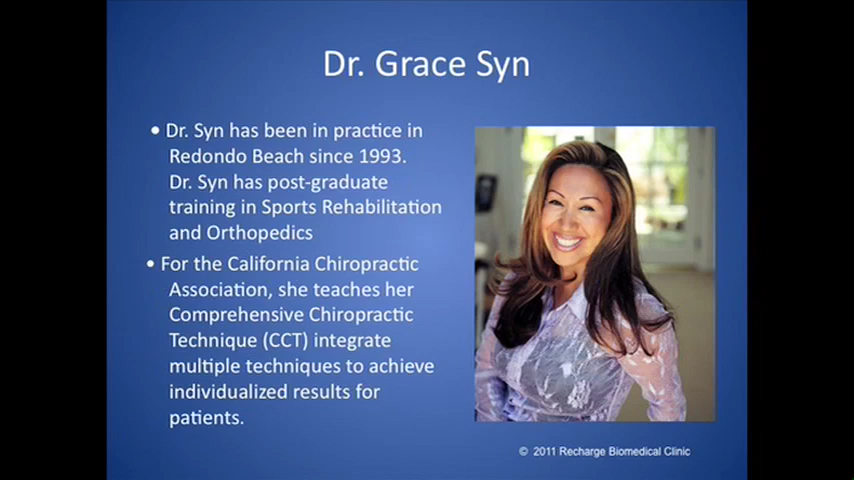 Dr. Grace Syn
• Dr. Syn has been in practice in
Redondo Beach since 1993.
Dr. Syn has post-graduate
training in Sports Rehabilitation
and Orthopedics
• For the California Chiropractic
Association, she teaches her
Comprehensive Chiropractic
Technique (CCT) integrate
multiple techniques to achieve
individualized results for
patients.
© 2011 Recharge Biomedical Clinic